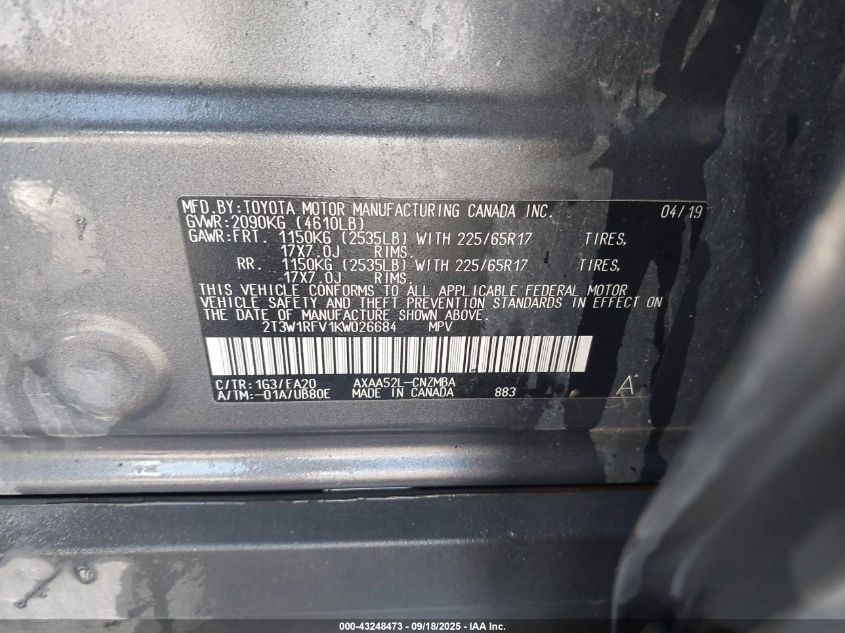 MFD.BY:TOYOTA MOTOR MANUFACTURING CANADA INC. 04/19
GVWR:2090KG (4610LB)
GAWR:FRT. 1150KG (2535LB) WITH 225/65R17 TIRES,
17X7.0J RIMS.
RR. 1150KG (2535LB) WITH 225/65R17 TIRES,
17X7.0J RIMS.
THIS VEHICLE CONFORMS TO ALL APPLICABLE FEDERAL MOTOR
VEHICLE SAFETY AND THEFT PREVENTION STANDARDS IN EFFECT ON
THE DATE OF MANUFACTURE SHOWN ABOVE.
2T3W1RFV1KW026684 MPV
C/TR:1G3/EA20 AXAA52L-CNZMBA
A/TM:-01A/UB80E MADE IN CANADA 883 A
000-43248473 - 09/18/2025 - IAA Inc.